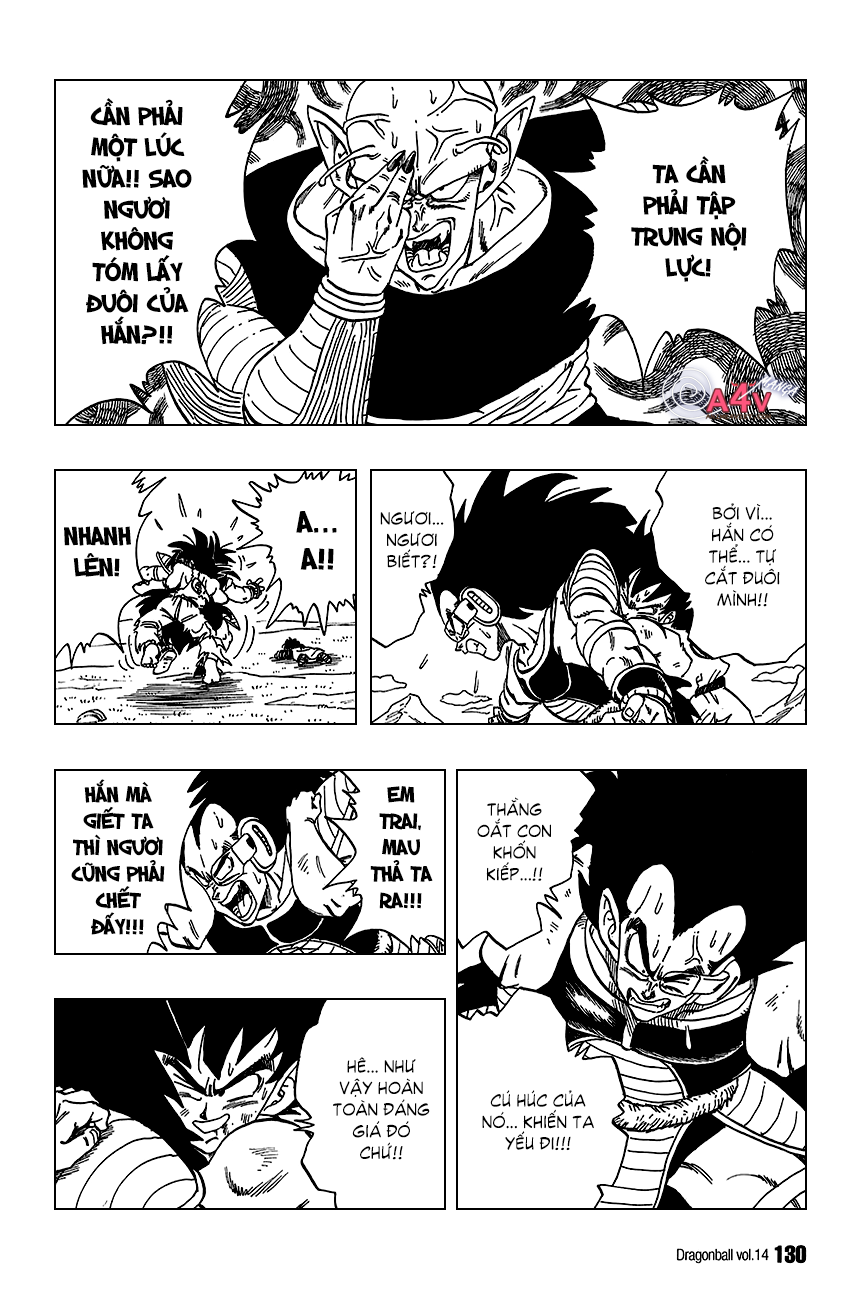 TA CẦN
PHẢI TẬP
TRUNG NỘI
LỰC!
CẦN PHẢI
MỘT LÚC
NỮA!! SAO
NGƯƠI
KHÔNG
TÓM LẤY
ĐUÔI CỦA
HẮN?!!
A4V
MANGA
BỞI VÌ...
HẮN CÓ
THỂ... TỰ
CẮT ĐUÔI
MÌNH!!
NGƯƠI...
NGƯƠI
BIẾT?!
A...
A!!
NHANH
LÊN!
THẰNG
OẮT CON
KHỐN
KIẾP...!!
CÚ HÚC CỦA
NÓ... KHIẾN TA
YẾU ĐI!!!
EM
TRAI,
MAU
THẢ TA
RA!!!
HẮN MÀ
GIẾT TA
THÌ NGƯƠI
CŨNG PHẢI
CHẾT
ĐẤY!!!
HÊ... NHƯ
VẬY HOÀN
TOÀN ĐÁNG
GIÁ ĐÓ
CHỨ!!
Dragonball vol.14 130